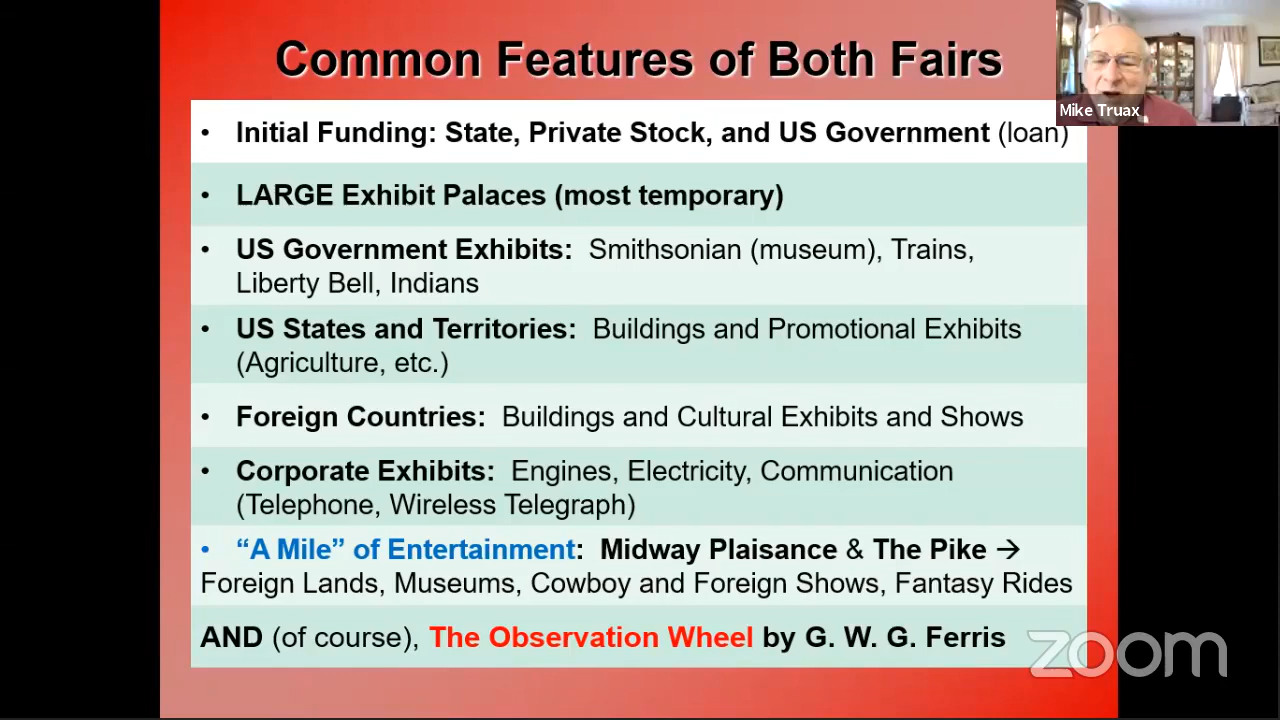 Common Features of Both Fairs
Mike Truax
• Initial Funding: State, Private Stock, and US Government (loan)
• LARGE Exhibit Palaces (most temporary)
• US Government Exhibits: Smithsonian (museum), Trains,
Liberty Bell, Indians
• US States and Territories: Buildings and Promotional Exhibits
(Agriculture, etc.)
• Foreign Countries: Buildings and Cultural Exhibits and Shows
• Corporate Exhibits: Engines, Electricity, Communication
(Telephone, Wireless Telegraph)
• “A Mile” of Entertainment: Midway Plaisance & The Pike →
Foreign Lands, Museums, Cowboy and Foreign Shows, Fantasy Rides
AND (of course), The Observation Wheel by G. W. G. Ferris
zoom